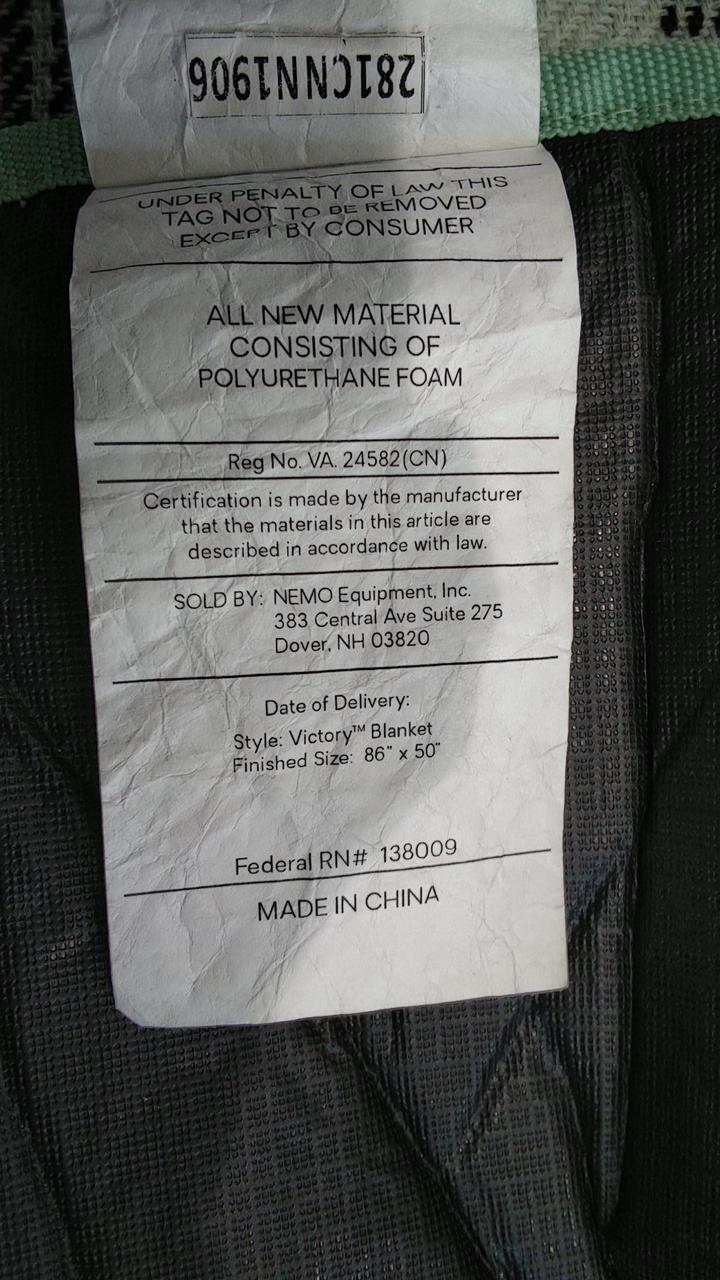 281CNN1906
UNDER PENALTY OF LAW THIS
TAG NOT TO BE REMOVED
EXCEPT BY CONSUMER
ALL NEW MATERIAL
CONSISTING OF
POLYURETHANE FOAM
Reg No. VA. 24582(CN)
Certification is made by the manufacturer
that the materials in this article are
described in accordance with law.
SOLD BY: NEMO Equipment, Inc.
383 Central Ave Suite 275
Dover, NH 03820
Date of Delivery:
Style: Victory™ Blanket
Finished Size: 86" x 50"
Federal RN# 138009
MADE IN CHINA